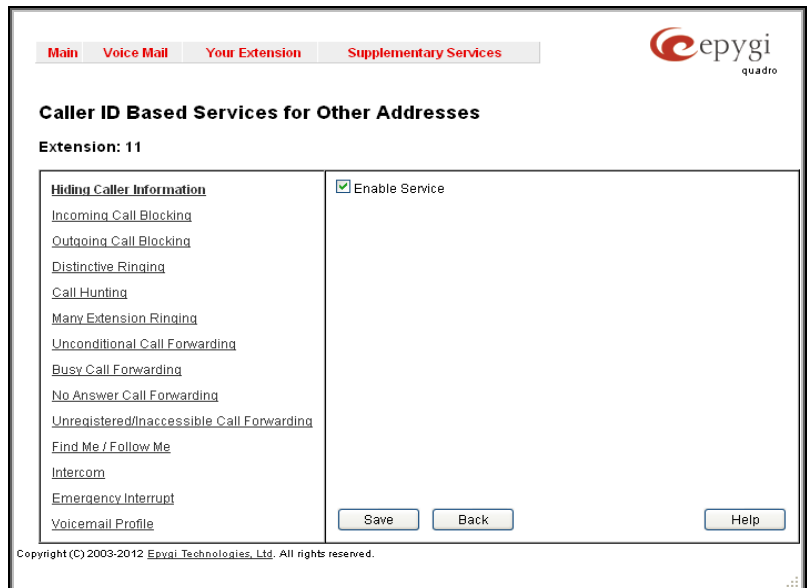 Main Voice Mail Your Extension Supplementary Services
epygi
quadro
Caller ID Based Services for Other Addresses
Extension: 11
Hiding Caller Information
Incoming Call Blocking
Outgoing Call Blocking
Distinctive Ringing
Call Hunting
Many Extension Ringing
Unconditional Call Forwarding
Busy Call Forwarding
No Answer Call Forwarding
Unregistered/Inaccessible Call Forwarding
Find Me / Follow Me
Intercom
Emergency Interrupt
Voicemail Profile
Enable Service
Save Back Help
Copyright (C) 2003-2012 Epygi Technologies, Ltd. All rights reserved.